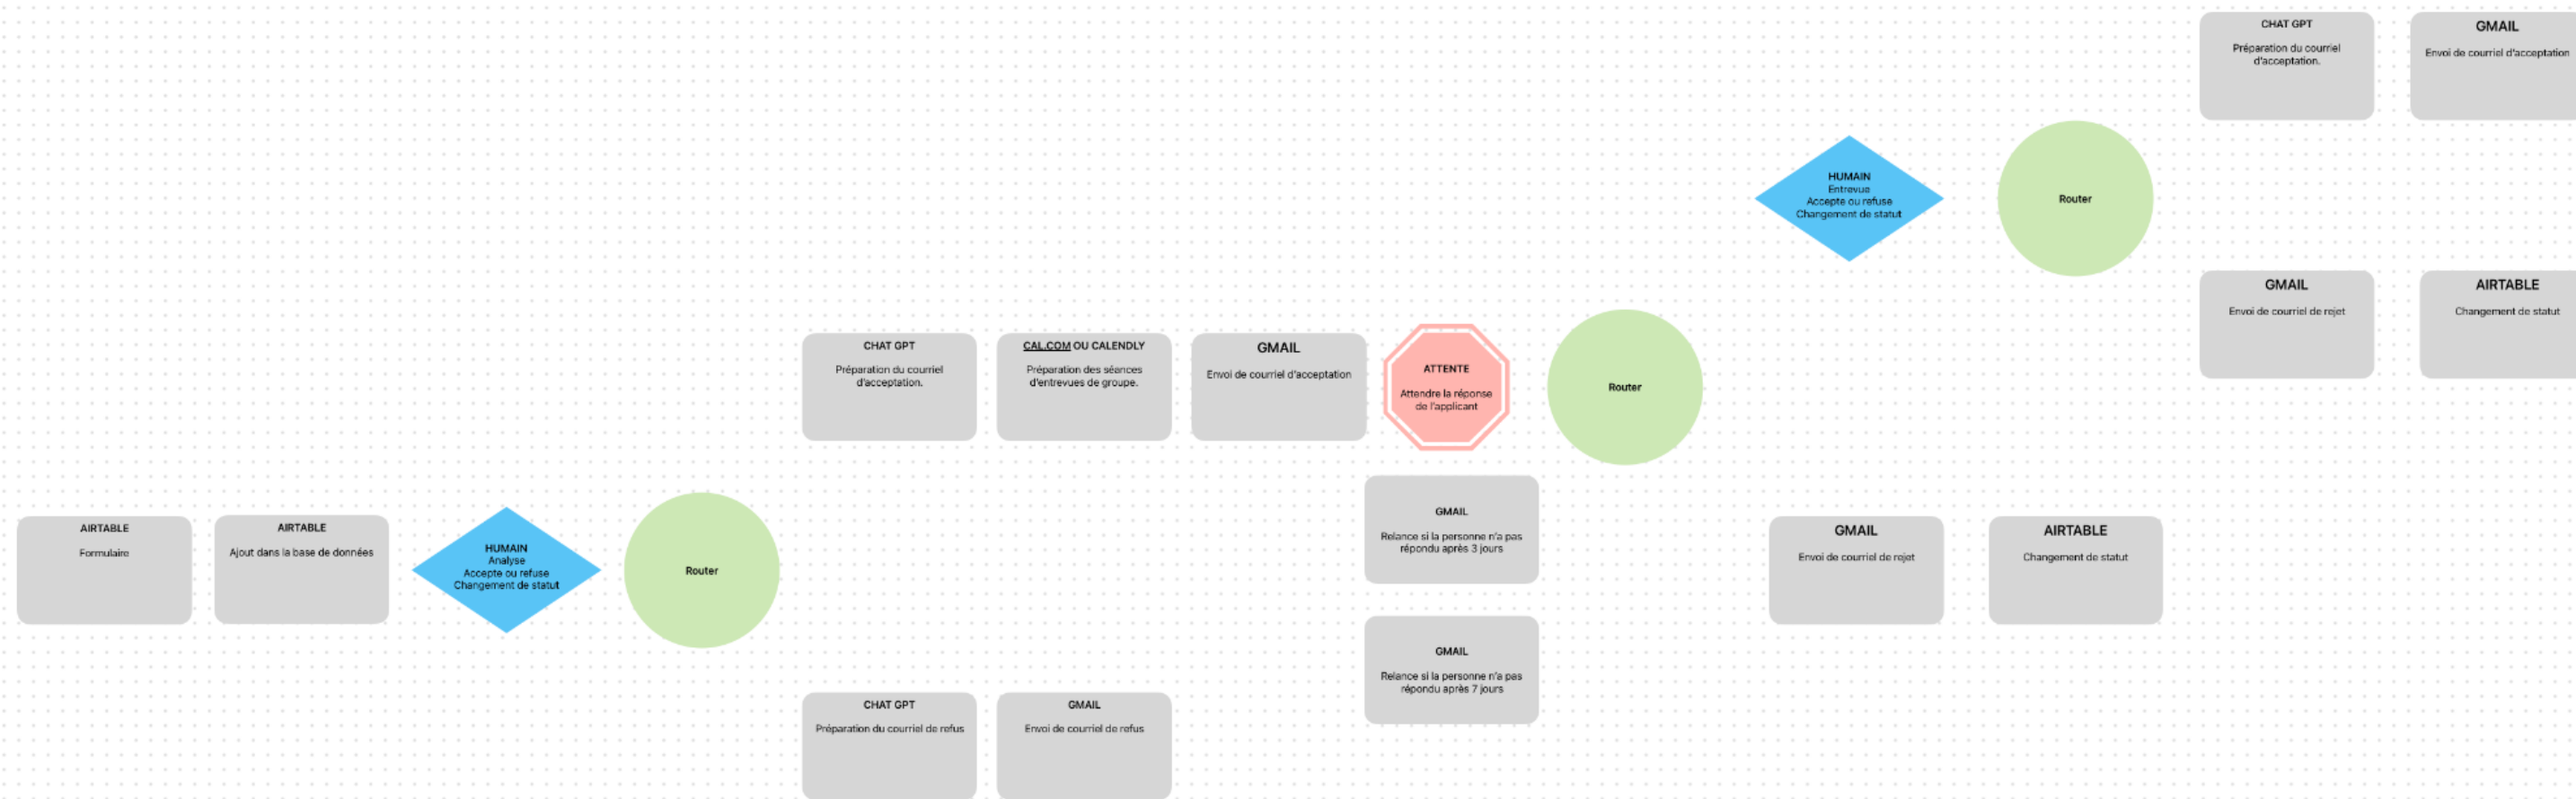 CHAT GPT
Préparation du courriel
d'acceptation.
GMAIL
Envoi de courriel d'acceptation
HUMAIN
Entrevue
Accepte ou refuse
Changement de statut
Router
GMAIL
Envoi de courriel de rejet
AIRTABLE
Changement de statut
CHAT GPT
Préparation du courriel
d'acceptation.
CAL.COM OU CALENDLY
Préparation des séances
d'entrevues de groupe.
GMAIL
Envoi de courriel d'acceptation
ATTENTE
Attendre la réponse
de l'applicant
Router
GMAIL
Relance si la personne n'a pas
répondu après 3 jours
AIRTABLE
Formulaire
AIRTABLE
Ajout dans la base de données
HUMAIN
Analyse
Accepte ou refuse
Changement de statut
Router
GMAIL
Envoi de courriel de rejet
AIRTABLE
Changement de statut
GMAIL
Relance si la personne n'a pas
répondu après 7 jours
CHAT GPT
Préparation du courriel de refus
GMAIL
Envoi de courriel de refus